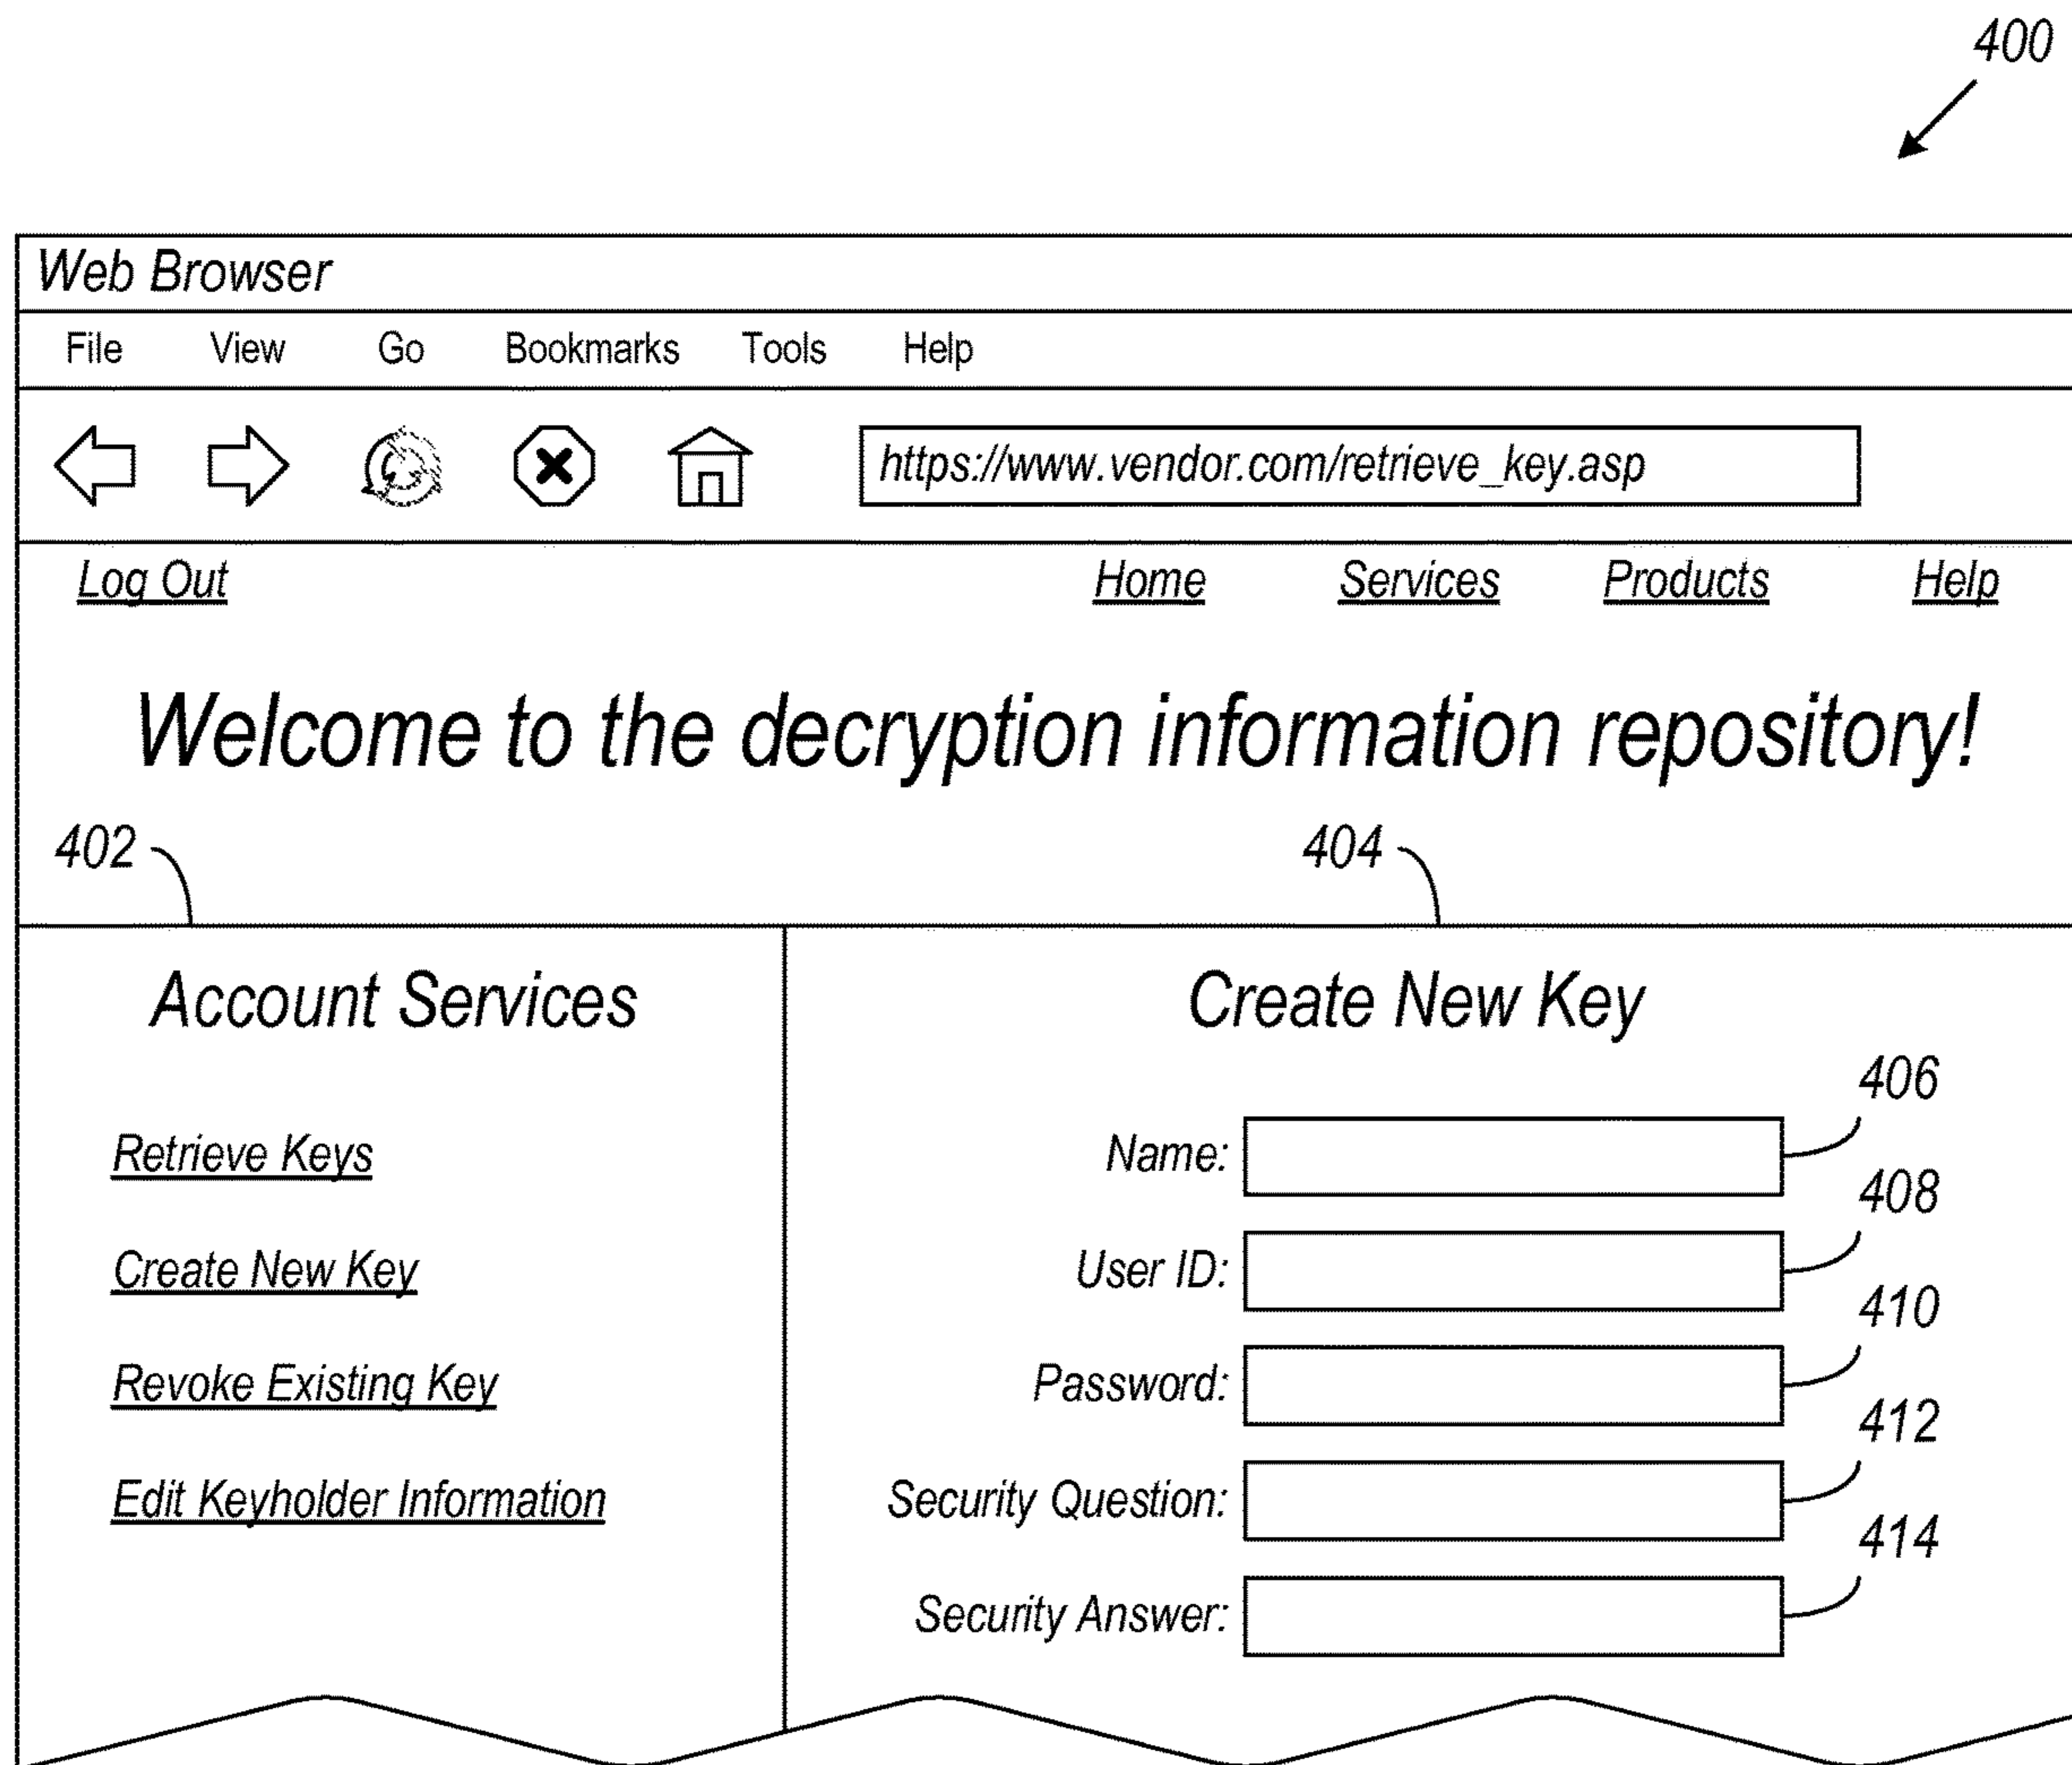 400
Web Browser
File View Go Bookmarks Tools Help
https://www.vendor.com/retrieve_key.asp
Log Out Home Services Products Help
Welcome to the decryption information repository!
402 404
Account Services
Retrieve Keys
Create New Key
Revoke Existing Key
Edit Keyholder Information
Create New Key
406
Name:
408
User ID:
410
Password:
412
Security Question:
414
Security Answer: